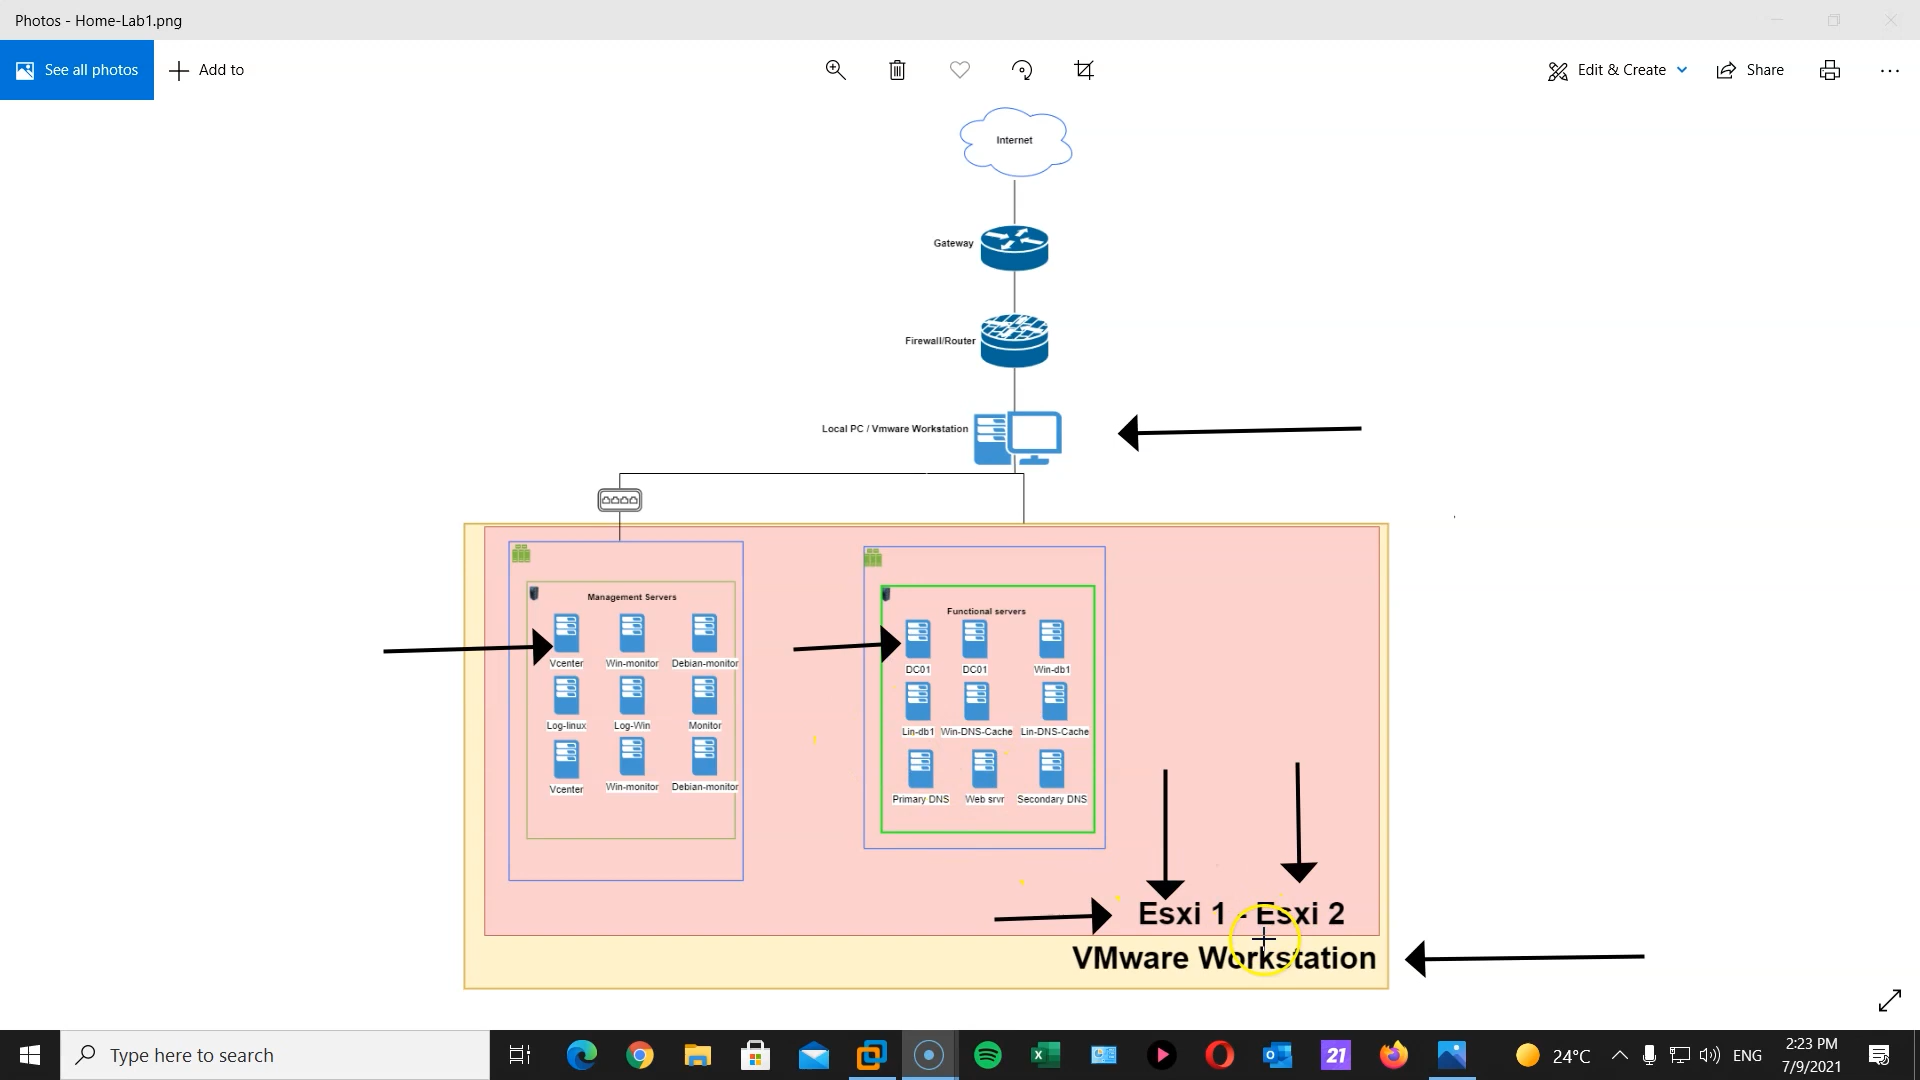 Photos - Home-Lab1.png
See all photos
Add to
Edit & Create
Share
Internet
Gateway
Firewall/Router
Local PC / Vmware Workstation
Management Servers
Vcenter Win-monitor Debian-monitor
Log-linux Log-Win Monitor
Vcenter Win-monitor Debian-monitor
Functional servers
DC01 DC01 Win-db1
Lin-db1 Win-DNS-Cache Lin-DNS-Cache
Primary DNS Web srvr Secondary DNS
Esxi 1 - Esxi 2
VMware Workstation
Type here to search
21
24°C
ENG
2:23 PM
7/9/2021